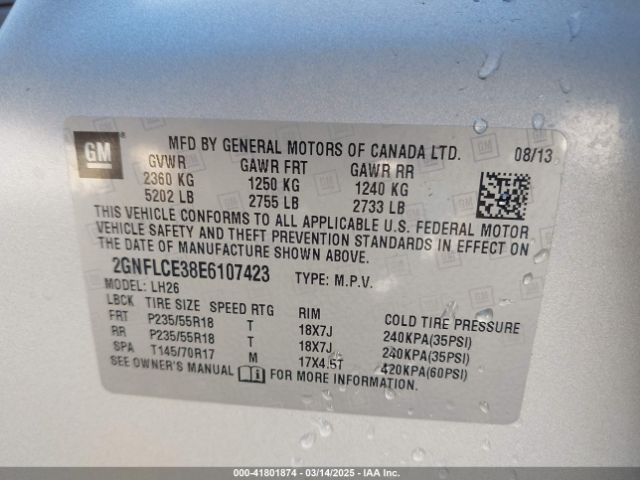 GM
MFD BY GENERAL MOTORS OF CANADA LTD. 08/13
GVWR GAWR FRT GAWR RR
2360 KG 1250 KG 1240 KG
5202 LB 2755 LB 2733 LB
THIS VEHICLE CONFORMS TO ALL APPLICABLE U.S. FEDERAL MOTOR
VEHICLE SAFETY AND THEFT PREVENTION STANDARDS IN EFFECT ON
THE DATE OF MANUFACTURE SHOWN ABOVE.
2GNFLCE38E6107423 TYPE: M.P.V.
MODEL: LH26
LBCK TIRE SIZE SPEED RTG RIM COLD TIRE PRESSURE
FRT P235/55R18 T 18X7J 240KPA(35PSI)
RR P235/55R18 T 18X7J 240KPA(35PSI)
SPA T145/70R17 M 17X4.5T 420KPA(60PSI)
SEE OWNER'S MANUAL FOR MORE INFORMATION.
000-41801874 - 03/14/2025 - IAA Inc.